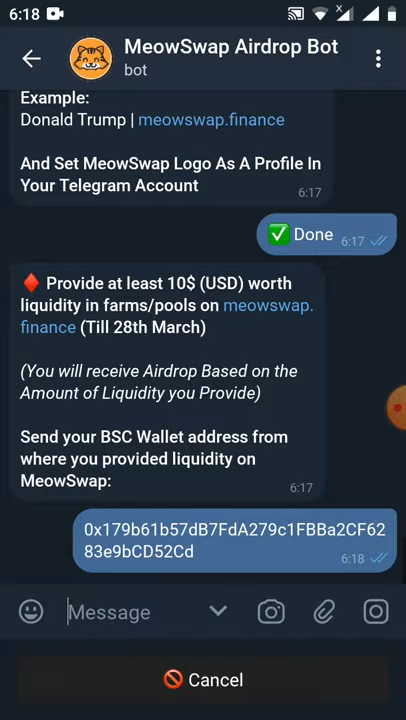 6:18
MeowSwap Airdrop Bot
bot
Example:
Donald Trump | meowswap.finance
And Set MeowSwap Logo As A Profile In
Your Telegram Account
6:17
Done
6:17
Provide at least 10$ (USD) worth
liquidity in farms/pools on meowswap.
finance (Till 28th March)
(You will receive Airdrop Based on the
Amount of Liquidity you Provide)
Send your BSC Wallet address from
where you provided liquidity on
MeowSwap:
6:17
0x179b61b57dB7FdA279c1FBBa2CF62
83e9bCD52Cd
6:18
Message
Cancel